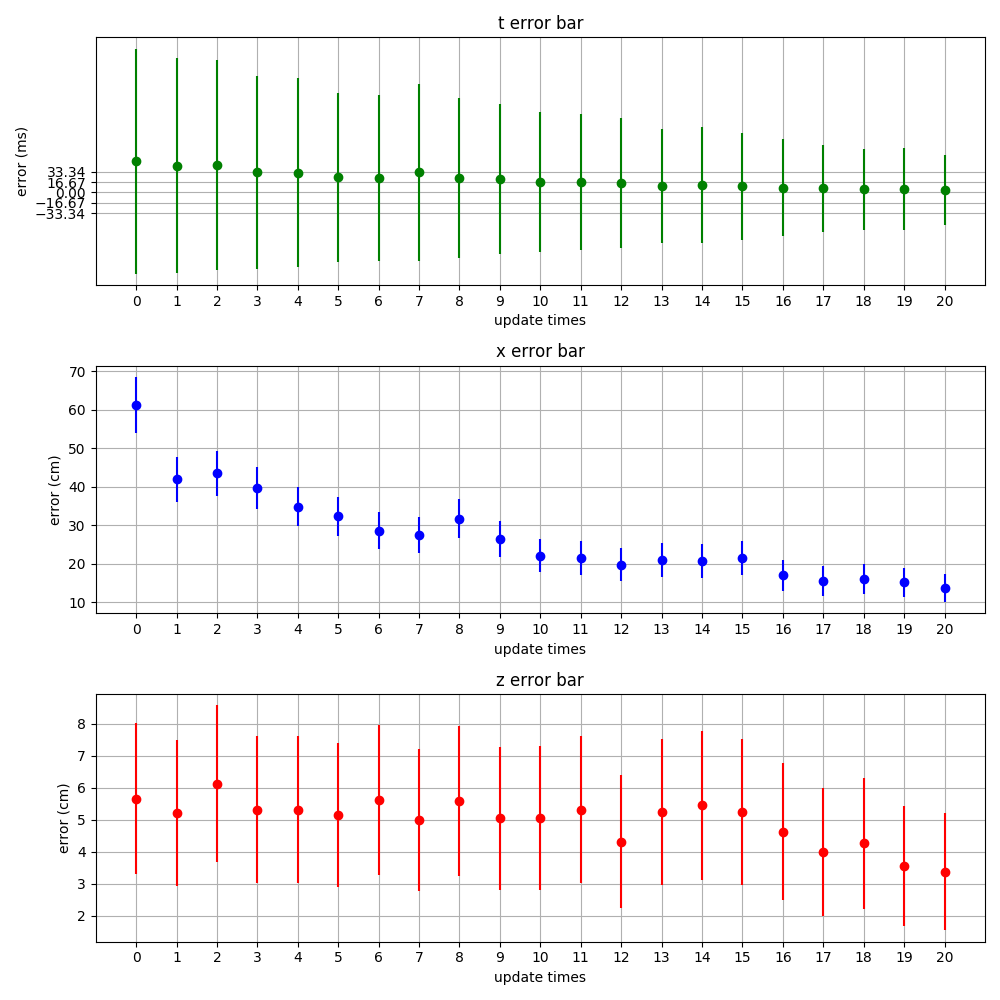 t error bar
error (ms)
33.34
16.67
0.00
−16.67
−33.34
0 1 2 3 4 5 6 7 8 9 10 11 12 13 14 15 16 17 18 19 20
update times
x error bar
error (cm)
70
60
50
40
30
20
10
0 1 2 3 4 5 6 7 8 9 10 11 12 13 14 15 16 17 18 19 20
update times
z error bar
error (cm)
8
7
6
5
4
3
2
0 1 2 3 4 5 6 7 8 9 10 11 12 13 14 15 16 17 18 19 20
update times